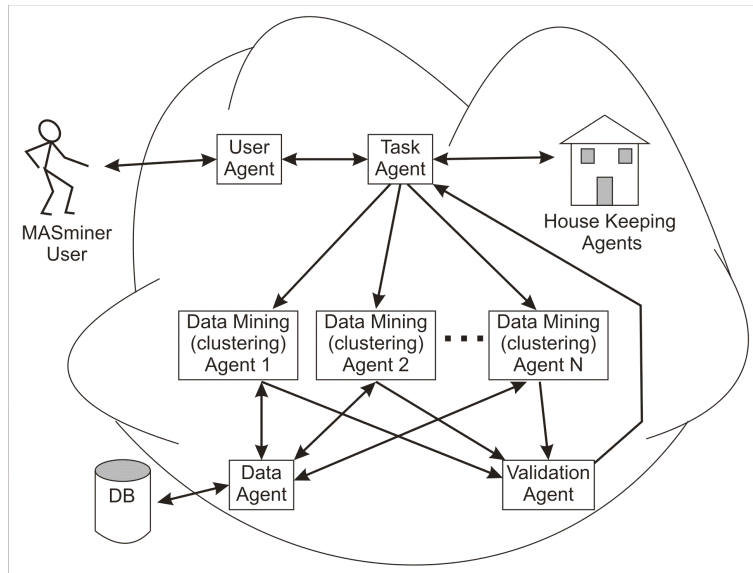 User
Agent
Task
Agent
MASminer
User
House Keeping
Agents
Data Mining
(clustering)
Agent 1
Data Mining
(clustering)
Agent 2
Data Mining
(clustering)
Agent N
DB
Data
Agent
Validation
Agent